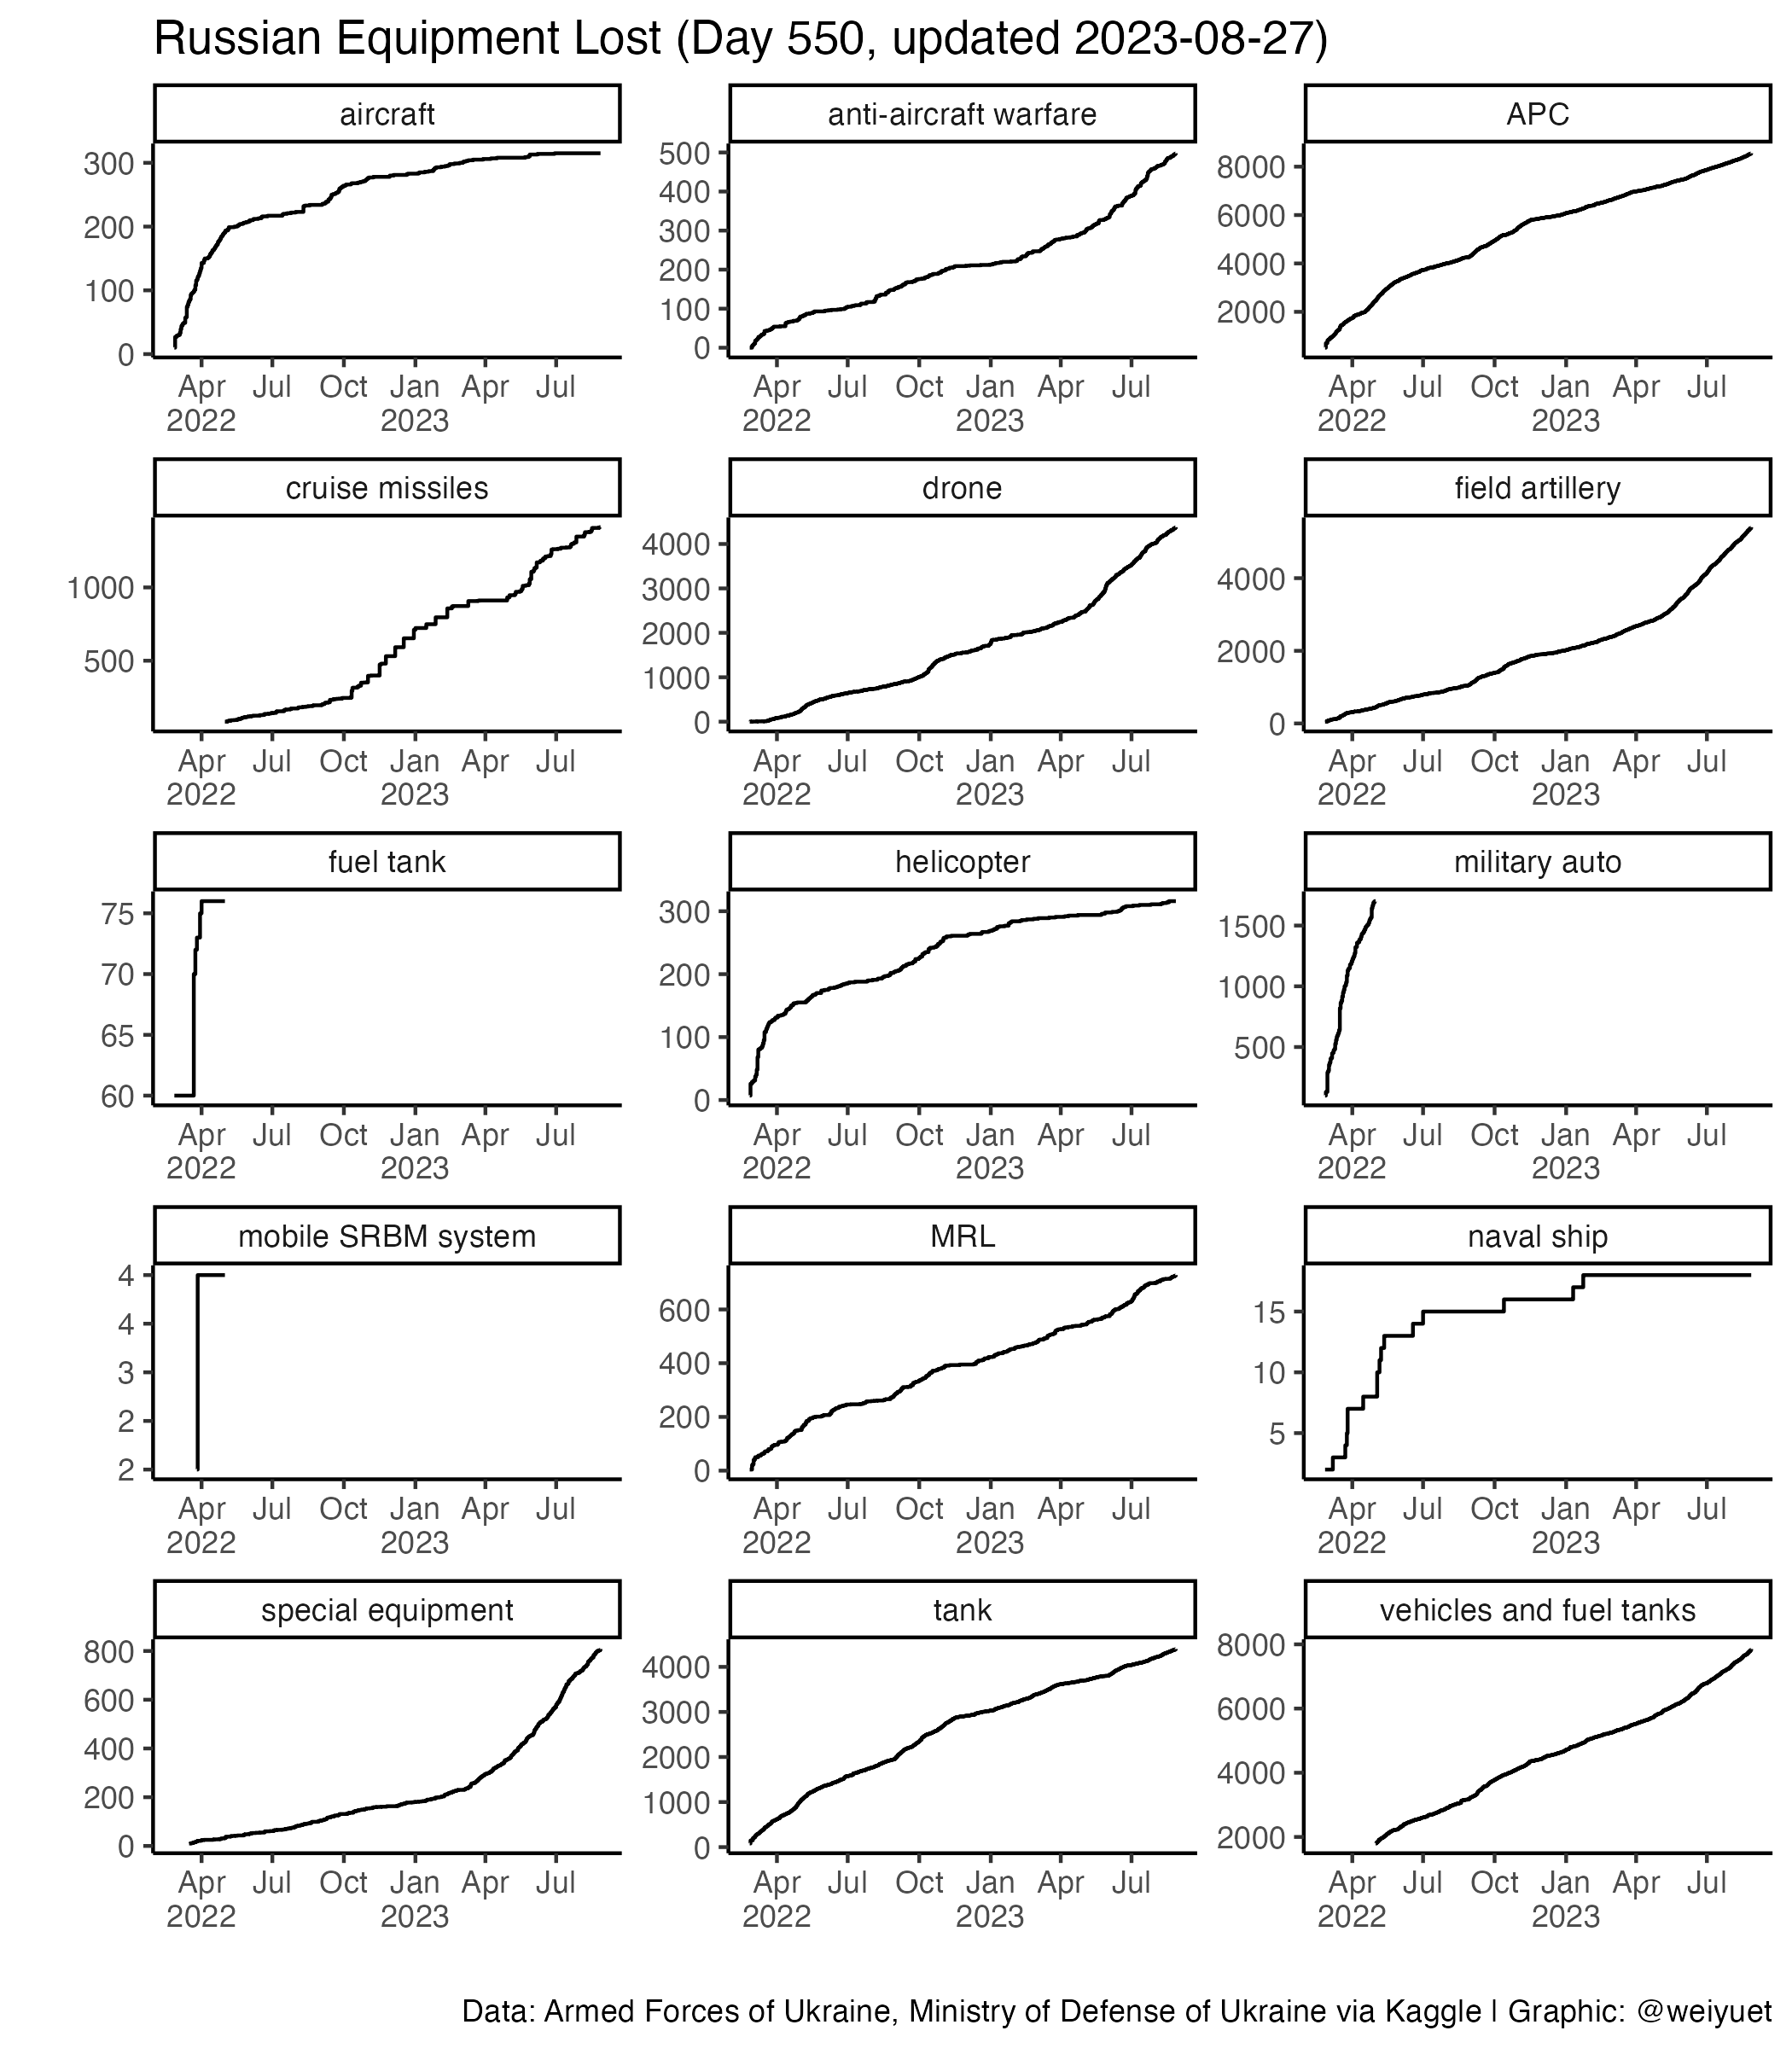 Russian Equipment Lost (Day 550, updated 2023-08-27)
aircraft
300
200
100
0
Apr Jul Oct Jan Apr Jul
2022 2023
anti-aircraft warfare
500
400
300
200
100
0
Apr Jul Oct Jan Apr Jul
2022 2023
APC
8000
6000
4000
2000
Apr Jul Oct Jan Apr Jul
2022 2023
cruise missiles
1000
500
Apr Jul Oct Jan Apr Jul
2022 2023
drone
4000
3000
2000
1000
0
Apr Jul Oct Jan Apr Jul
2022 2023
field artillery
4000
2000
0
Apr Jul Oct Jan Apr Jul
2022 2023
fuel tank
75
70
65
60
Apr Jul Oct Jan Apr Jul
2022 2023
helicopter
300
200
100
0
Apr Jul Oct Jan Apr Jul
2022 2023
military auto
1500
1000
500
Apr Jul Oct Jan Apr Jul
2022 2023
mobile SRBM system
4
4
3
2
2
Apr Jul Oct Jan Apr Jul
2022 2023
MRL
600
400
200
0
Apr Jul Oct Jan Apr Jul
2022 2023
naval ship
15
10
5
Apr Jul Oct Jan Apr Jul
2022 2023
special equipment
800
600
400
200
0
Apr Jul Oct Jan Apr Jul
2022 2023
tank
4000
3000
2000
1000
0
Apr Jul Oct Jan Apr Jul
2022 2023
vehicles and fuel tanks
8000
6000
4000
2000
Apr Jul Oct Jan Apr Jul
2022 2023
Data: Armed Forces of Ukraine, Ministry of Defense of Ukraine via Kaggle | Graphic: @weiyuet